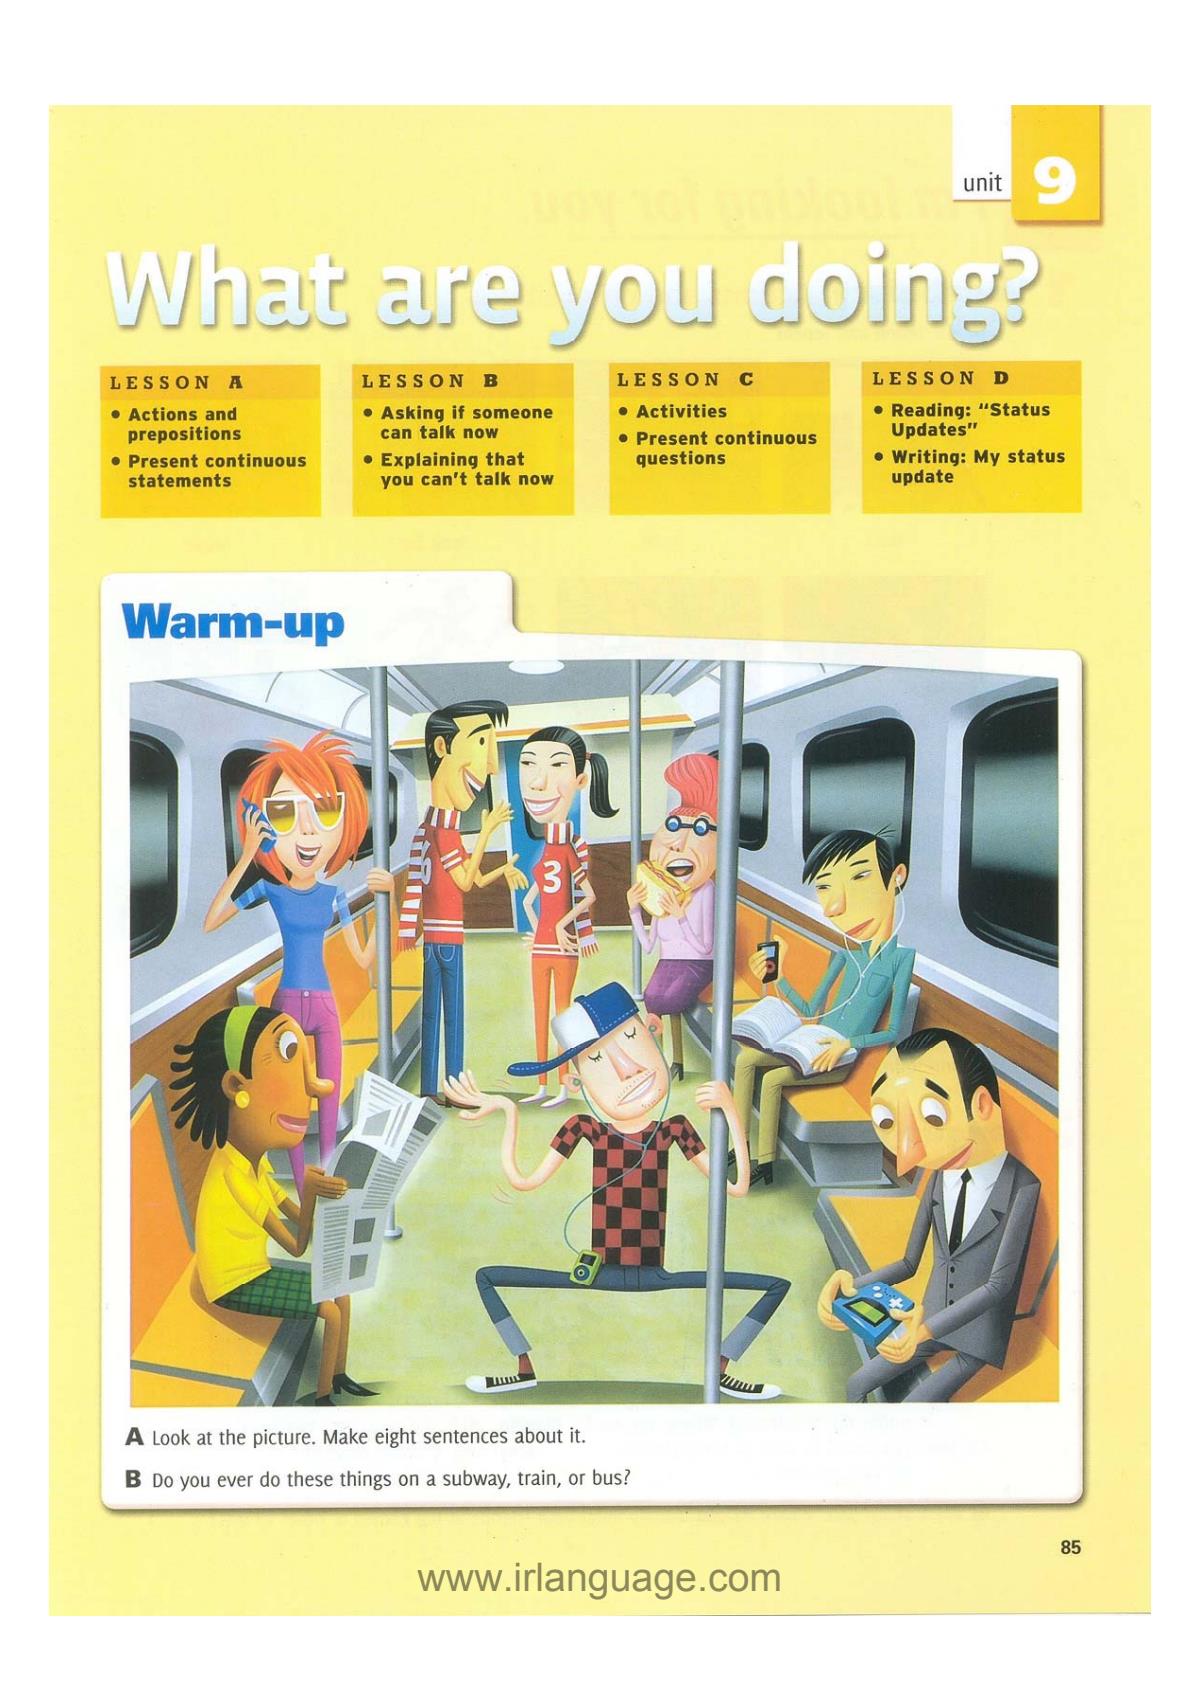 unit 9
What are you doing?
LESSON A
• Actions and
prepositions
• Present continuous
statements
LESSON B
• Asking if someone
can talk now
• Explaining that
you can't talk now
LESSON C
• Activities
• Present continuous
questions
LESSON D
• Reading: "Status
Updates"
• Writing: My status
update
Warm-up
3
A Look at the picture. Make eight sentences about it.
B Do you ever do these things on a subway, train, or bus?
85
www.irlanguage.com